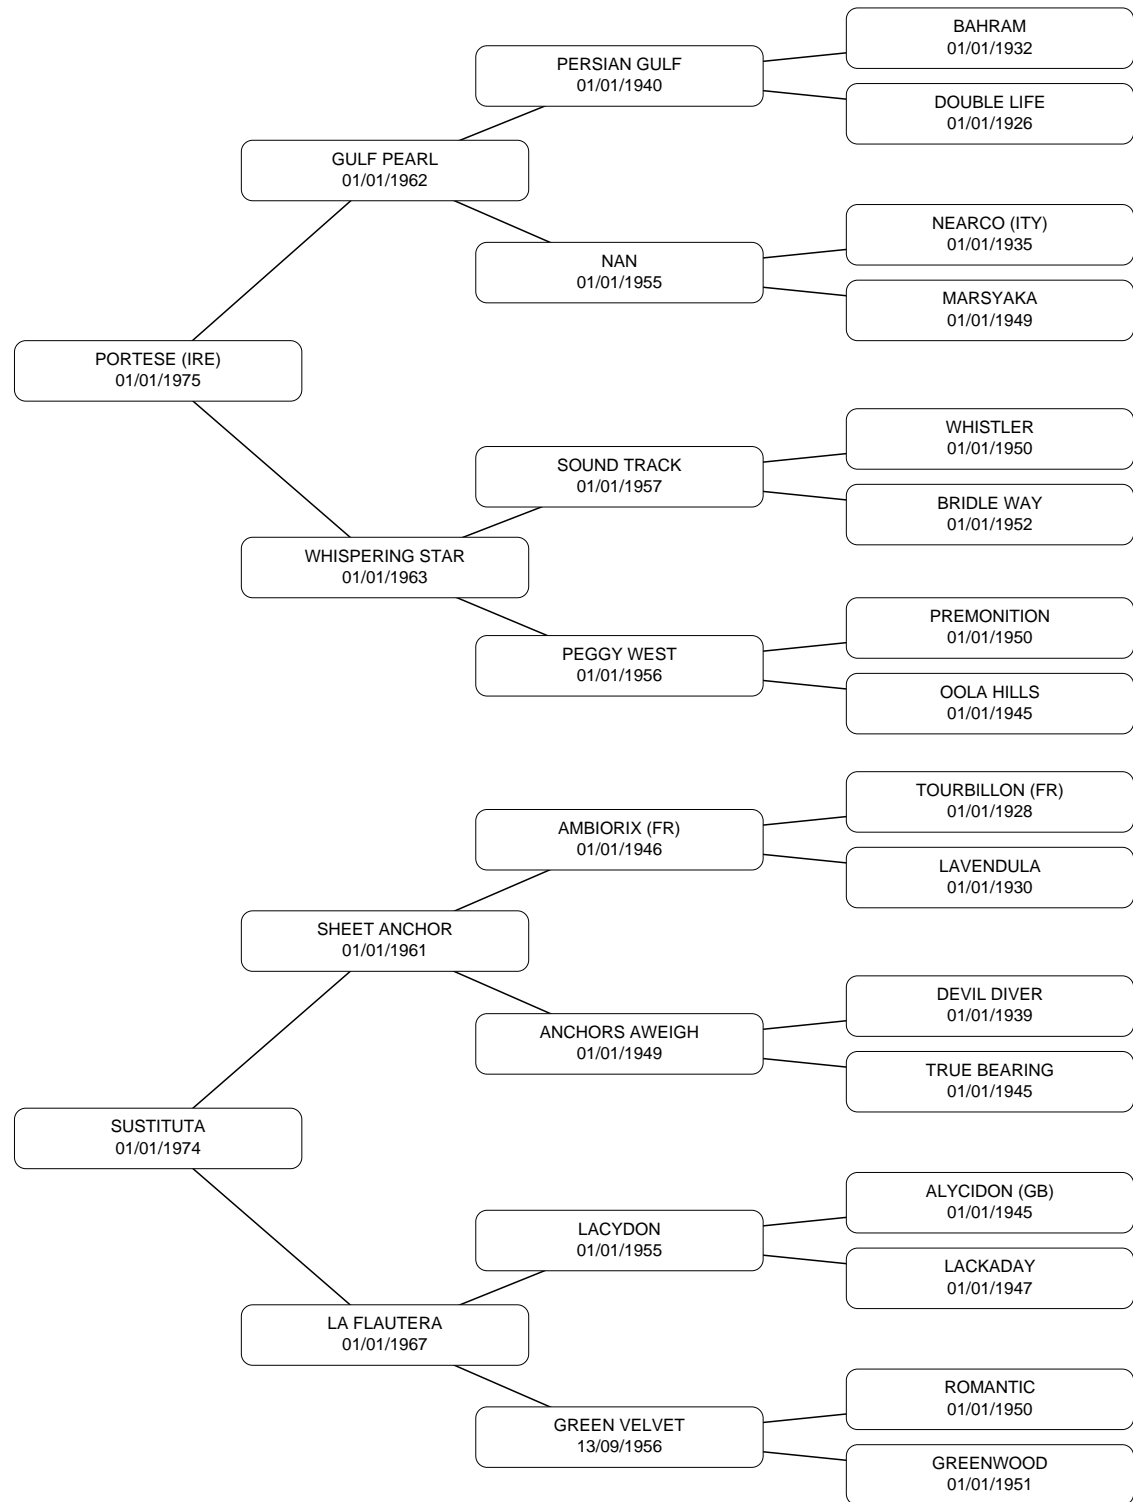 BAHRAM
01/01/1932
PERSIAN GULF
01/01/1940
DOUBLE LIFE
01/01/1926
GULF PEARL
01/01/1962
NEARCO (ITY)
01/01/1935
NAN
01/01/1955
MARSYAKA
01/01/1949
PORTESE (IRE)
01/01/1975
WHISTLER
01/01/1950
SOUND TRACK
01/01/1957
BRIDLE WAY
01/01/1952
WHISPERING STAR
01/01/1963
PREMONITION
01/01/1950
PEGGY WEST
01/01/1956
OOLA HILLS
01/01/1945
TOURBILLON (FR)
01/01/1928
AMBIORIX (FR)
01/01/1946
LAVENDULA
01/01/1930
SHEET ANCHOR
01/01/1961
DEVIL DIVER
01/01/1939
ANCHORS AWEIGH
01/01/1949
TRUE BEARING
01/01/1945
SUSTITUTA
01/01/1974
ALYCIDON (GB)
01/01/1945
LACYDON
01/01/1955
LACKADAY
01/01/1947
LA FLAUTERA
01/01/1967
ROMANTIC
01/01/1950
GREEN VELVET
13/09/1956
GREENWOOD
01/01/1951